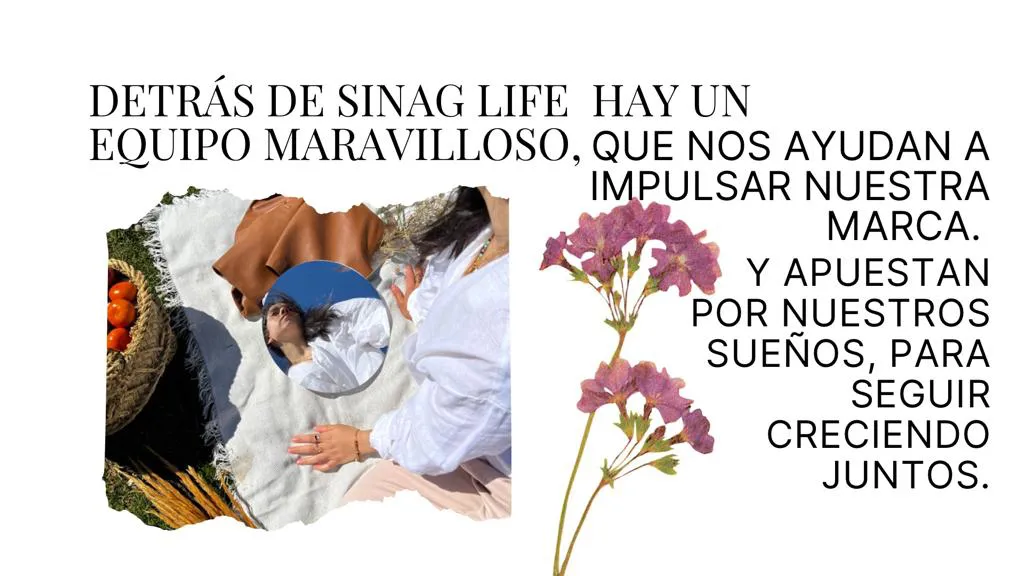 DETRÁS DE SINAG LIFE HAY UN
EQUIPO MARAVILLOSO, QUE NOS AYUDAN A
IMPULSAR NUESTRA
MARCA.
Y APUESTAN
POR NUESTROS
SUEÑOS, PARA
SEGUIR
CRECIENDO
JUNTOS.